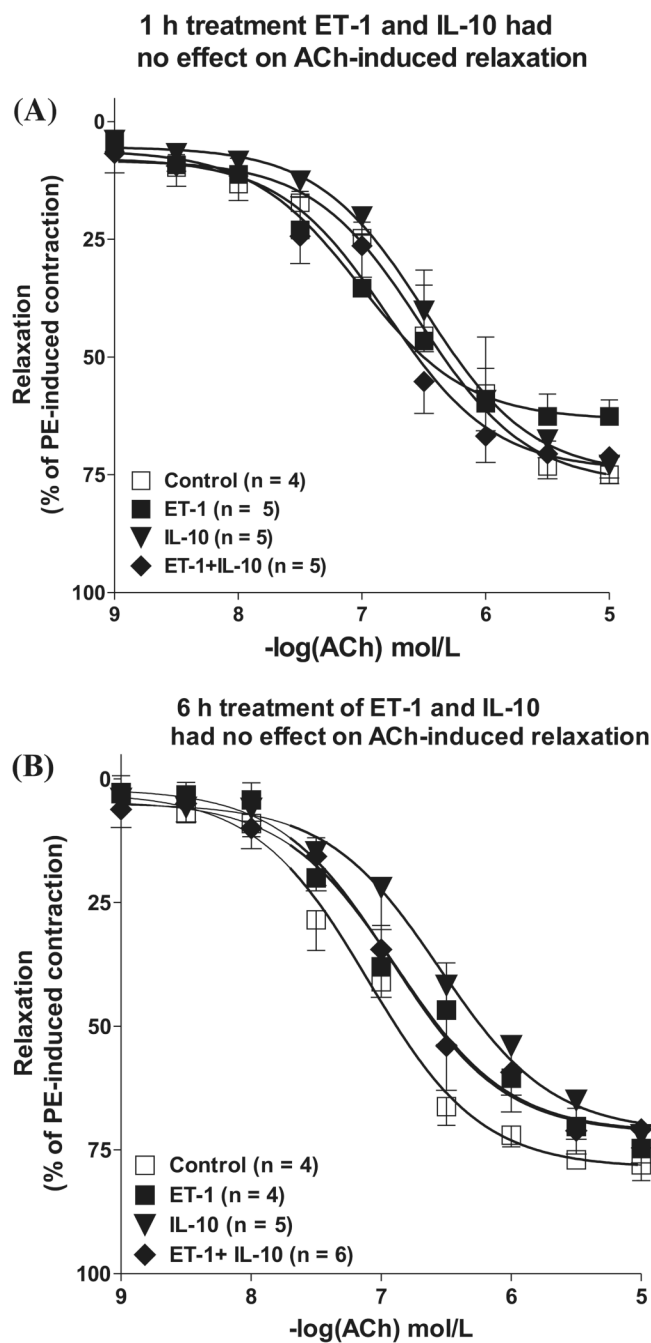 1 h treatment ET-1 and IL-10 had
no effect on ACh-induced relaxation
(A)
0
25
50
75
100
Relaxation
(% of PE-induced contraction)
Control (n = 4)
ET-1 (n = 5)
IL-10 (n = 5)
ET-1+IL-10 (n = 5)
9 8 7 6 5
-log(ACh) mol/L
6 h treatment of ET-1 and IL-10
had no effect on ACh-induced relaxation
(B)
0
25
50
75
100
Relaxation
(% of PE-induced contraction)
Control (n = 4)
ET-1 (n = 4)
IL-10 (n = 5)
ET-1+ IL-10 (n = 6)
9 8 7 6 5
-log(ACh) mol/L